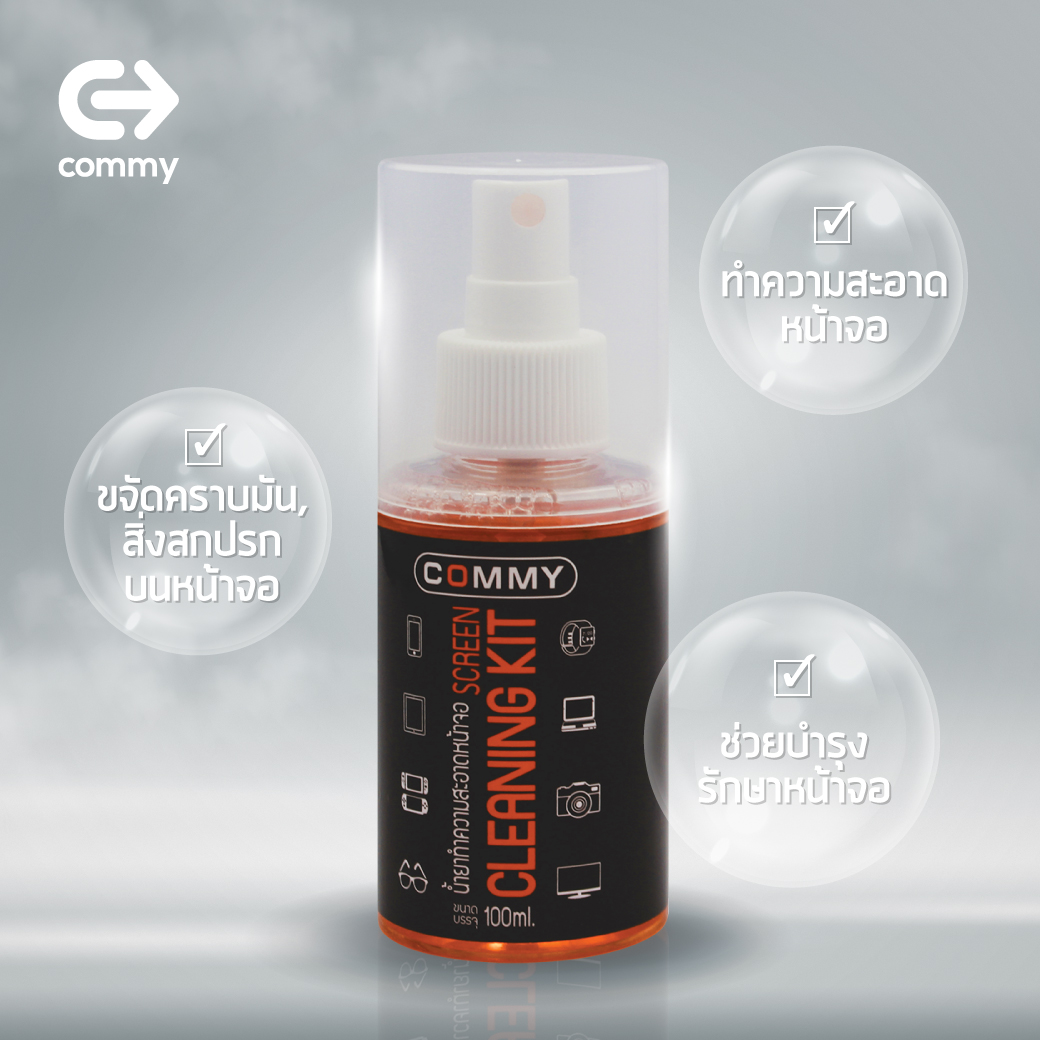 commy
ทำความสะอาด
หน้าจอ
ขจัดคราบมัน,
สิ่งสกปรก
บนหน้าจอ
COMMY
น้ำยาทำความสะอาดหน้าจอ SCREEN
CLEANING KIT
ขนาด
บรรจุ 100ml.
ช่วยบำรุง
รักษาหน้าจอ